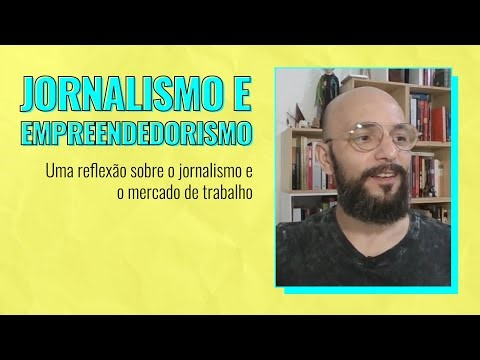 JORNALISMO E
EMPREENDEDORISMO
Uma reflexão sobre o jornalismo e
o mercado de trabalho